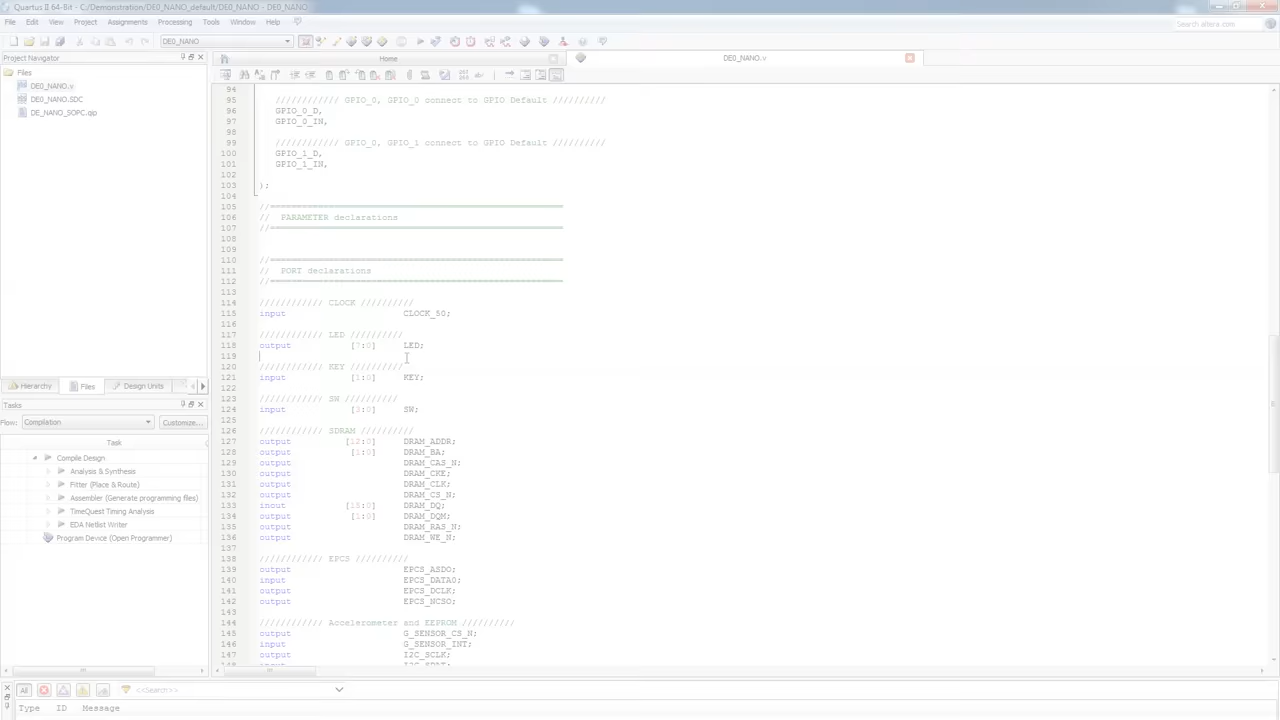 Quartus II 64-Bit - C:/Demonstration/DE0_NANO_default/DE0_NANO - DE0_NANO
File Edit View Project Assignments Processing Tools Window Help
Search altera.com
DE0_NANO
Project Navigator
Home
DE0_NANO.v
Files
DE0_NANO.v
DE0_NANO.SDC
DE_NANO_SOPC.qip
94
95 //////////// GPIO_0, GPIO_0 connect to GPIO Default //////////
96 GPIO_0_D,
97 GPIO_0_IN,
98
99 //////////// GPIO_0, GPIO_1 connect to GPIO Default //////////
100 GPIO_1_D,
101 GPIO_1_IN,
102
103 );
104
105 //=======================================================
106 // PARAMETER declarations
107 //=======================================================
108
109
110 //=======================================================
111 // PORT declarations
112 //=======================================================
113
114 //////////// CLOCK //////////
115 input CLOCK_50;
116
117 //////////// LED //////////
118 output [7:0] LED;
119
120 //////////// KEY //////////
121 input [1:0] KEY;
122
123 //////////// SW //////////
124 input [3:0] SW;
125
126 //////////// SDRAM //////////
127 output [12:0] DRAM_ADDR;
128 output [1:0] DRAM_BA;
129 output DRAM_CAS_N;
130 output DRAM_CKE;
131 output DRAM_CLK;
132 output DRAM_CS_N;
133 inout [15:0] DRAM_DQ;
134 output [1:0] DRAM_DQM;
135 output DRAM_RAS_N;
136 output DRAM_WE_N;
137
138 //////////// EPCS //////////
139 output EPCS_ASDO;
140 input EPCS_DATA0;
141 output EPCS_DCLK;
142 output EPCS_NCSO;
143
144 //////////// Accelerometer and EEPROM //////////
145 output G_SENSOR_CS_N;
146 input G_SENSOR_INT;
147 output I2C_SCLK;
Hierarchy Files Design Units
Tasks
Flow: Compilation Customize...
Task
Compile Design
Analysis & Synthesis
Fitter (Place & Route)
Assembler (Generate programming files)
TimeQuest Timing Analysis
EDA Netlist Writer
Program Device (Open Programmer)
All <<Search>>
Type ID Message